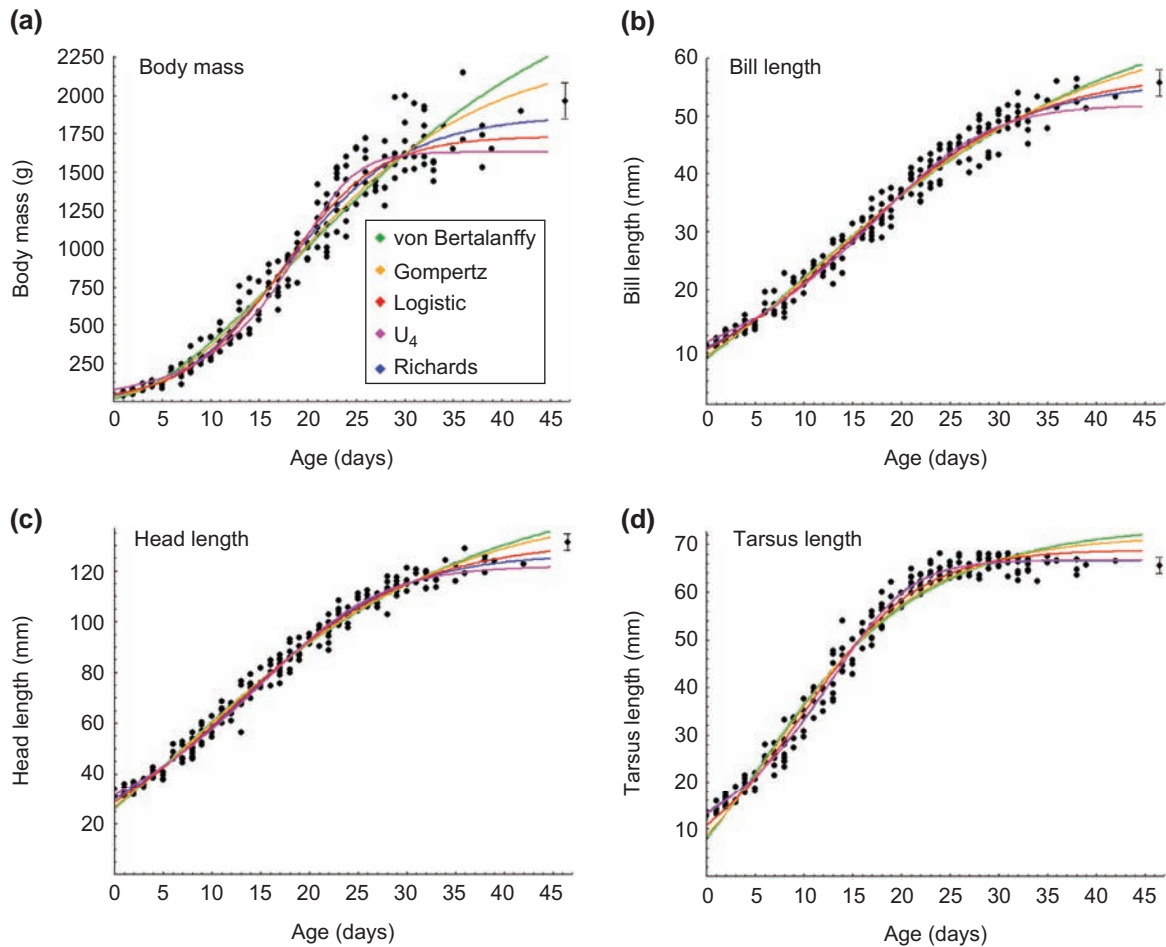 (a)
Body mass
Body mass (g)
2250
2000
1750
1500
1250
1000
750
500
250
0 5 10 15 20 25 30 35 40 45
Age (days)
von Bertalanffy
Gompertz
Logistic
U4
Richards
(b)
Bill length
Bill length (mm)
60
50
40
30
20
10
0 5 10 15 20 25 30 35 40 45
Age (days)
(c)
Head length
Head length (mm)
120
100
80
60
40
20
0 5 10 15 20 25 30 35 40 45
Age (days)
(d)
Tarsus length
Tarsus length (mm)
70
60
50
40
30
20
10
0 5 10 15 20 25 30 35 40 45
Age (days)